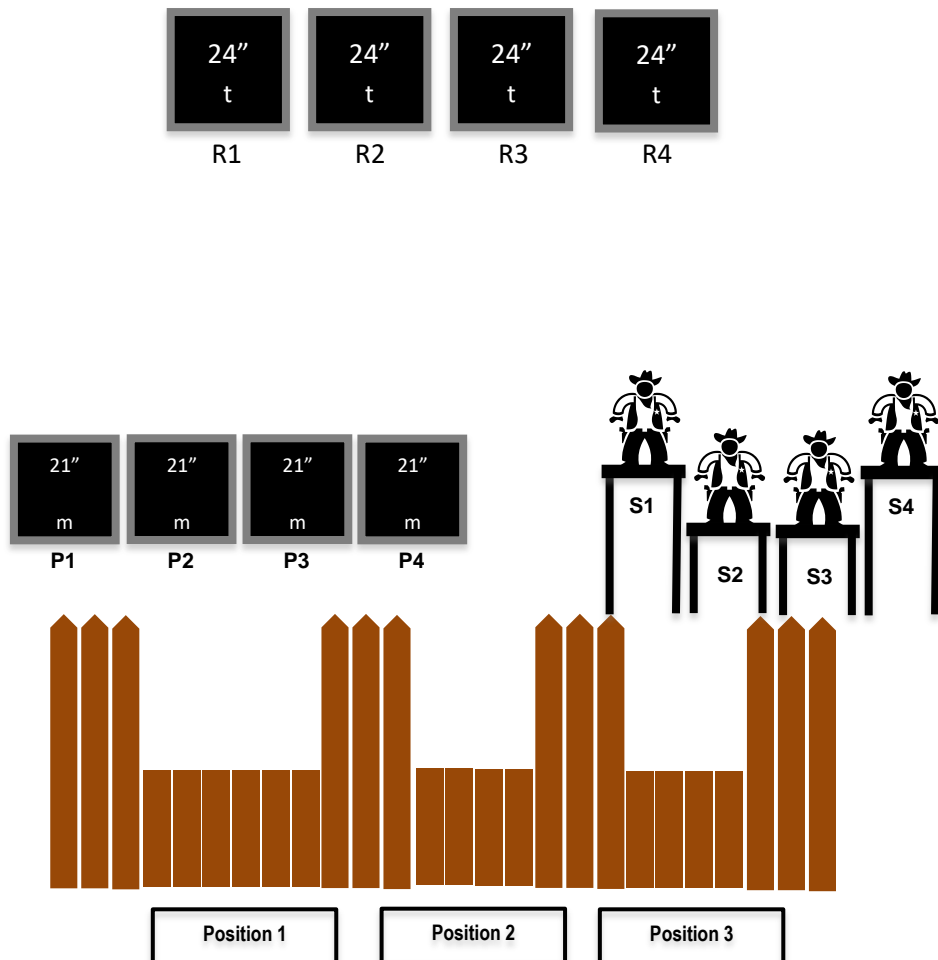 24”
t
24”
t
24”
t
24”
t
R1
R2
R3
R4
21”
m
21”
m
21”
m
21”
m
P1
P2
P3
P4
S1
S2
S3
S4
Position 1
Position 2
Position 3